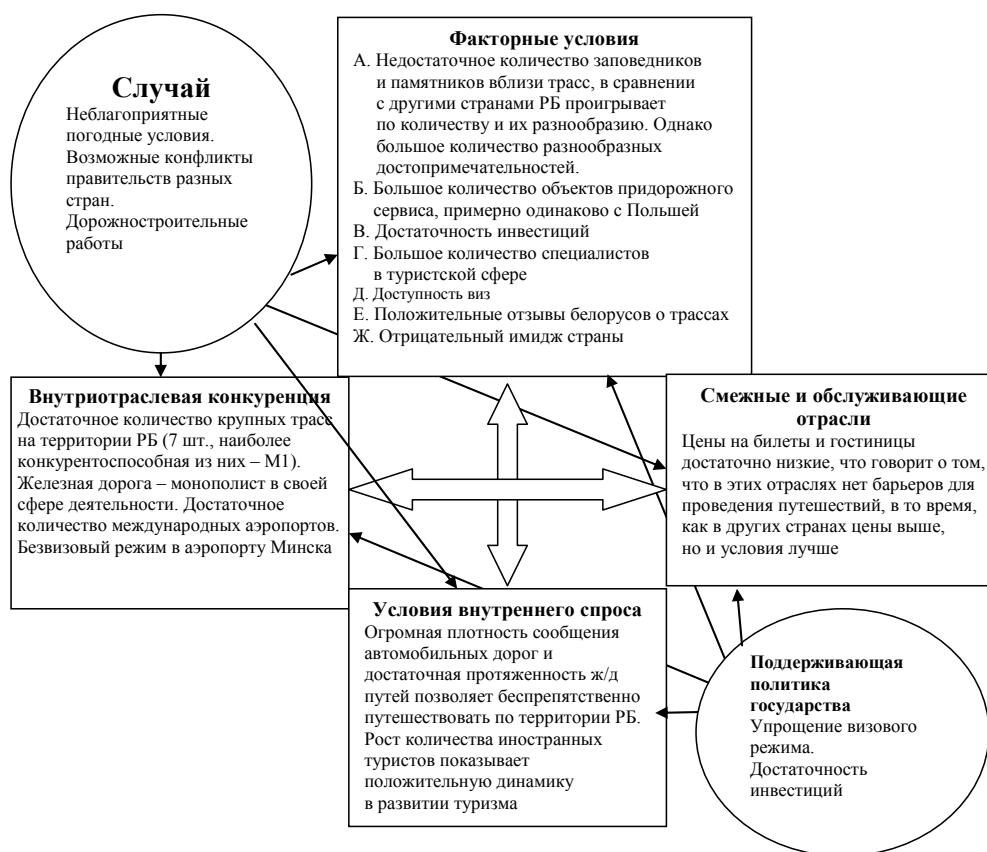 Случай
Неблагоприятные
погодные условия.
Возможные конфликты
правительств разных
стран.
Дорожностроительные
работы
Факторные условия
А. Недостаточное количество заповедников
и памятников вблизи трасс, в сравнении
с другими странами РБ проигрывает
по количеству и их разнообразию. Однако
большое количество разнообразных
достопримечательностей.
Б. Большое количество объектов придорожного
сервиса, примерно одинаково с Польшей
В. Достаточность инвестиций
Г. Большое количество специалистов
в туристской сфере
Д. Доступность виз
Е. Положительные отзывы белорусов о трассах
Ж. Отрицательный имидж страны
Внутриотраслевая конкуренция
Достаточное количество крупных трасс
на территории РБ (7 шт., наиболее
конкурентоспособная из них – М1).
Железная дорога – монополист в своей
сфере деятельности. Достаточное
количество международных аэропортов.
Безвизовый режим в аэропорту Минска
Смежные и обслуживающие
отрасли
Цены на билеты и гостиницы
достаточно низкие, что говорит о том,
что в этих отраслях нет барьеров для
проведения путешествий, в то время,
как в других странах цены выше,
но и условия лучше
Условия внутреннего спроса
Огромная плотность сообщения
автомобильных дорог и
достаточная протяженность ж/д
путей позволяет беспрепятственно
путешествовать по территории РБ.
Рост количества иностранных
туристов показывает
положительную динамику
в развитии туризма
Поддерживающая
политика
государства
Упрощение визового
режима.
Достаточность
инвестиций